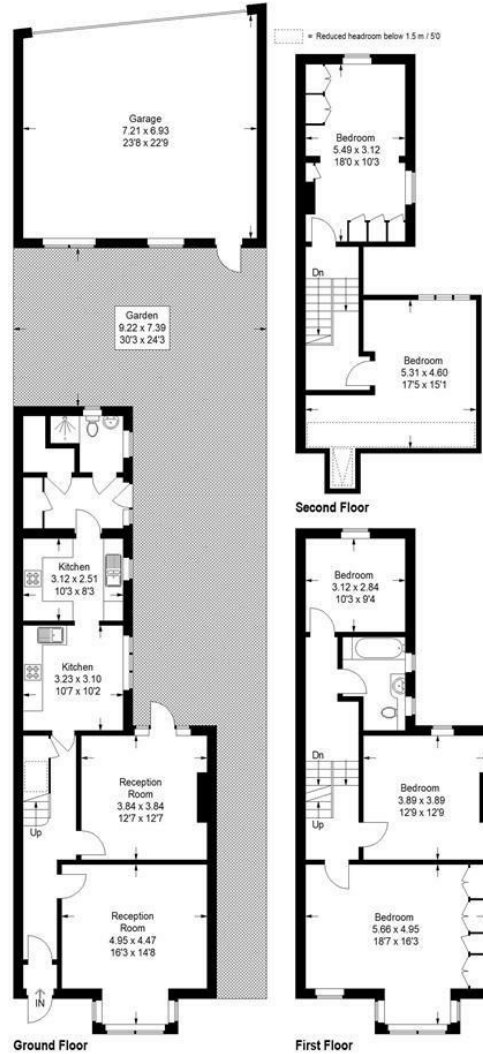 = Reduced headroom below 1.5 m / 5'0
Garage
7.21 x 6.93
23'8 x 22'9
Garden
9.22 x 7.39
30'3 x 24'3
Kitchen
3.12 x 2.51
10'3 x 8'3
Kitchen
3.23 x 3.10
10'7 x 10'2
Up
Reception
Room
3.84 x 3.84
12'7 x 12'7
Reception
Room
4.95 x 4.47
16'3 x 14'8
IN
Ground Floor
Bedroom
5.49 x 3.12
18'0 x 10'3
Dn
Bedroom
5.31 x 4.60
17'5 x 15'1
Second Floor
Bedroom
3.12 x 2.84
10'3 x 9'4
Dn
Up
Bedroom
3.89 x 3.89
12'9 x 12'9
Bedroom
5.66 x 4.95
18'7 x 16'3
First Floor